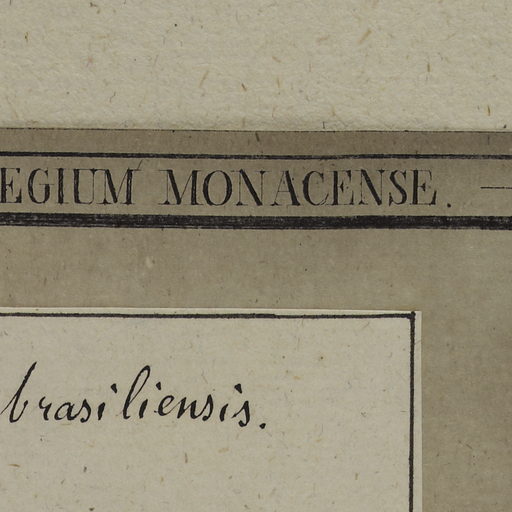 EGIUM MONACENSE. —
brasiliensis.